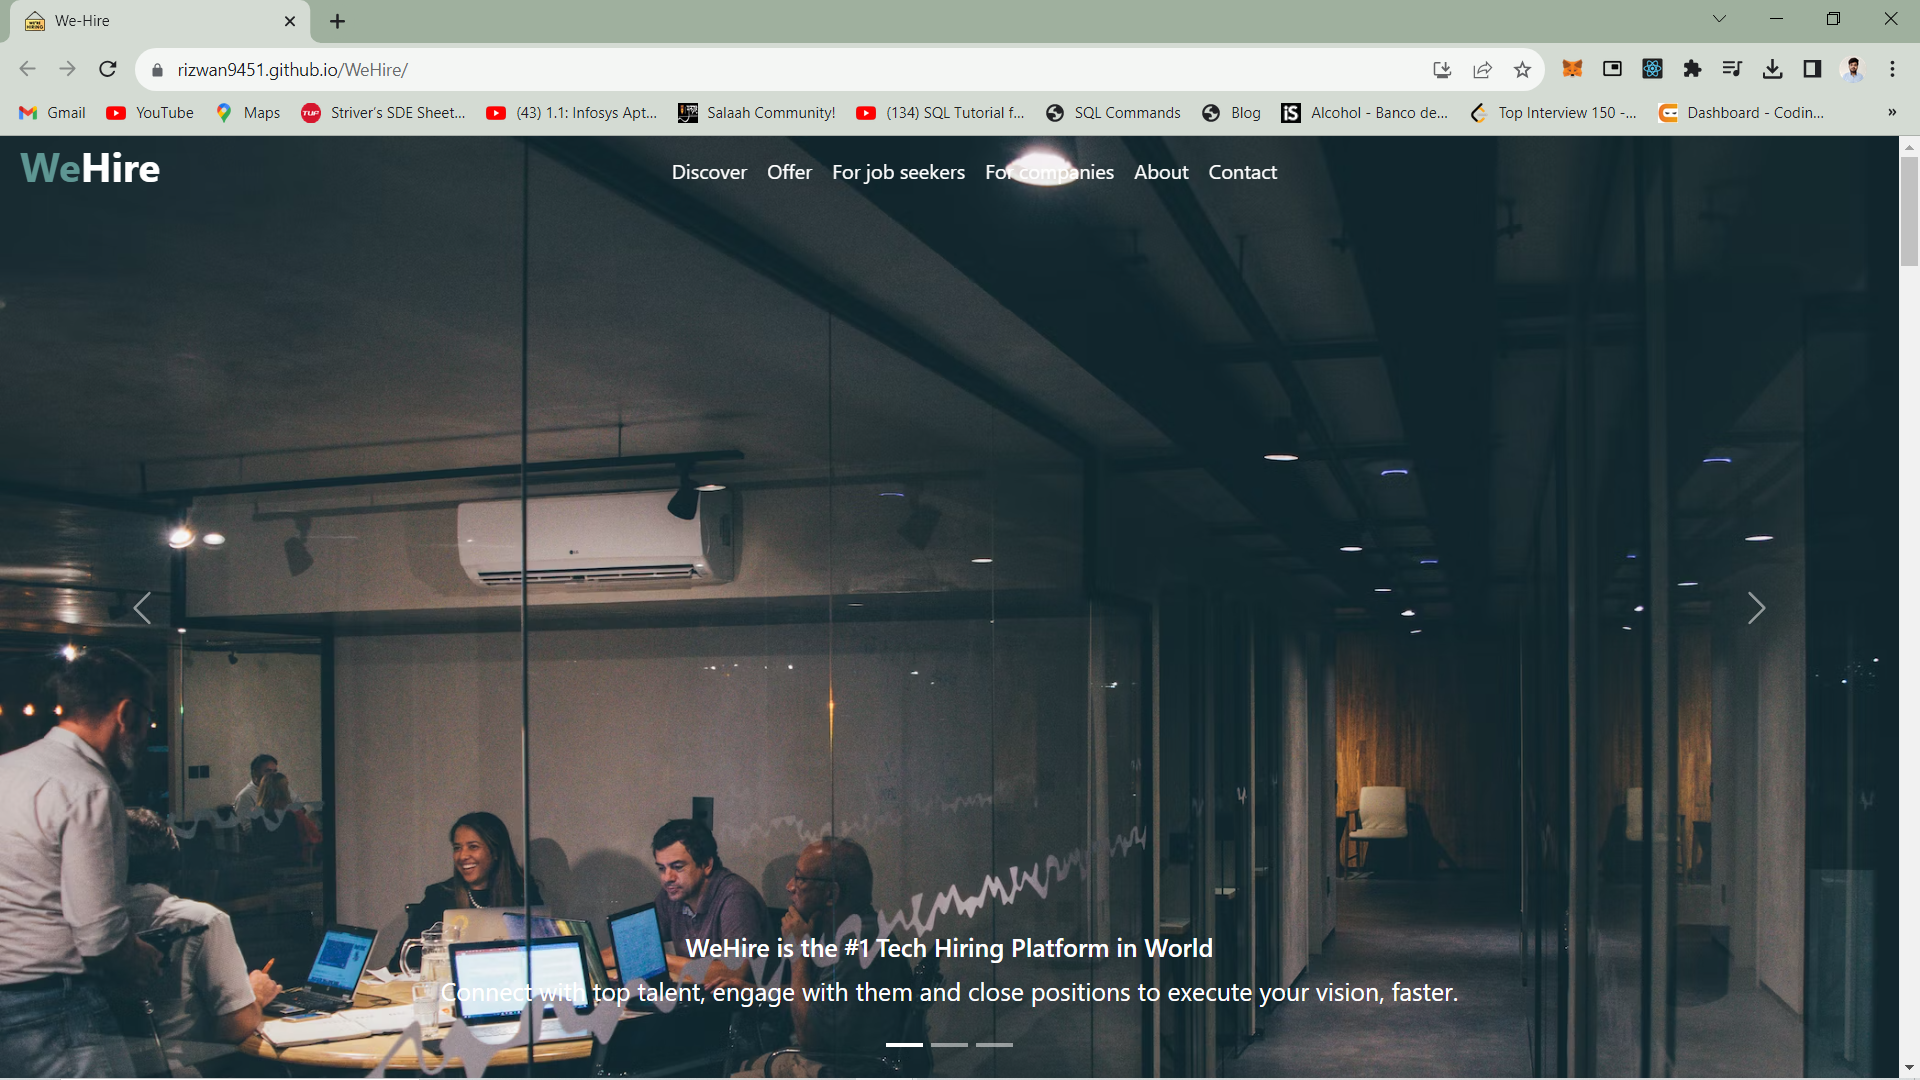 We-Hire
rizwan9451.github.io/WeHire/
Gmail YouTube Maps Striver's SDE Sheet... (43) 1.1: Infosys Apt... Salaah Community! (134) SQL Tutorial f... SQL Commands Blog Alcohol - Banco de... Top Interview 150 -... Dashboard - Codin... »
WeHire Discover Offer For job seekers For companies About Contact
WeHire is the #1 Tech Hiring Platform in World
Connect with top talent, engage with them and close positions to execute your vision, faster.